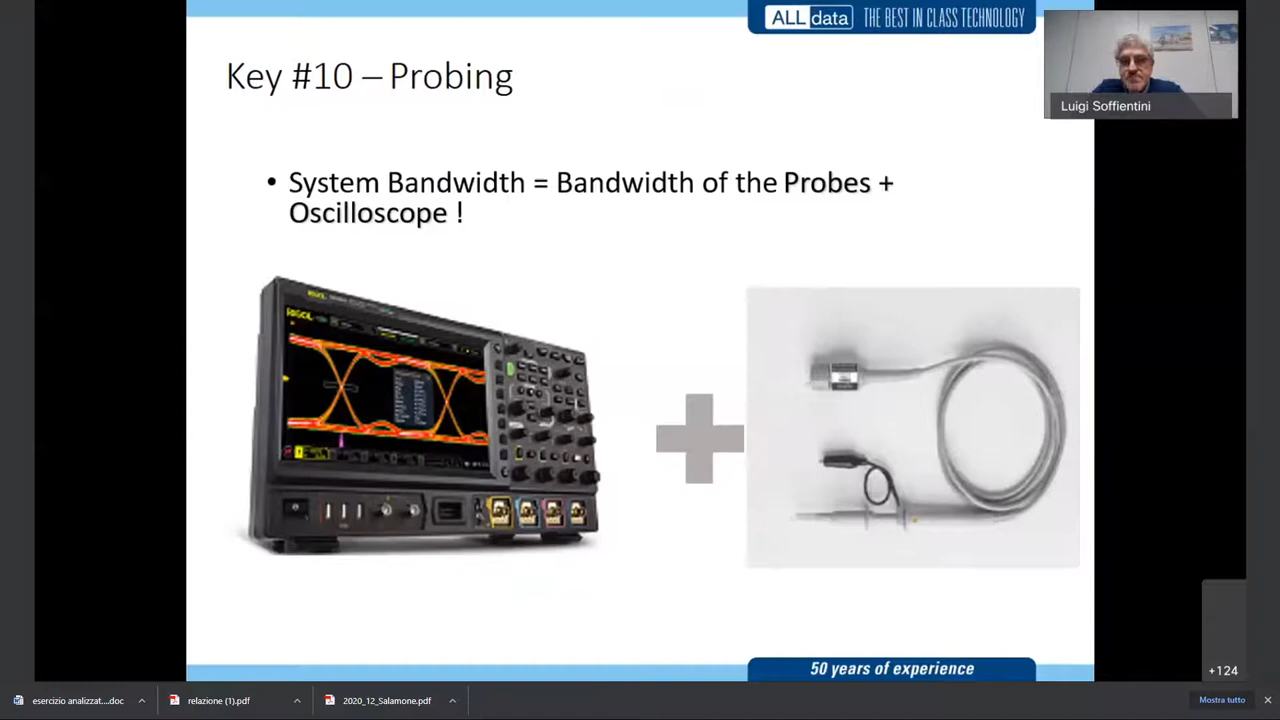 ALL data THE BEST IN CLASS TECHNOLOGY
Key #10 – Probing
Luigi Soffientini
• System Bandwidth = Bandwidth of the Probes +
Oscilloscope !
RIGOL
50 years of experience
+124
esercizio analizzat....doc
relazione (1).pdf
2020_12_Salamone.pdf
Mostra tutto